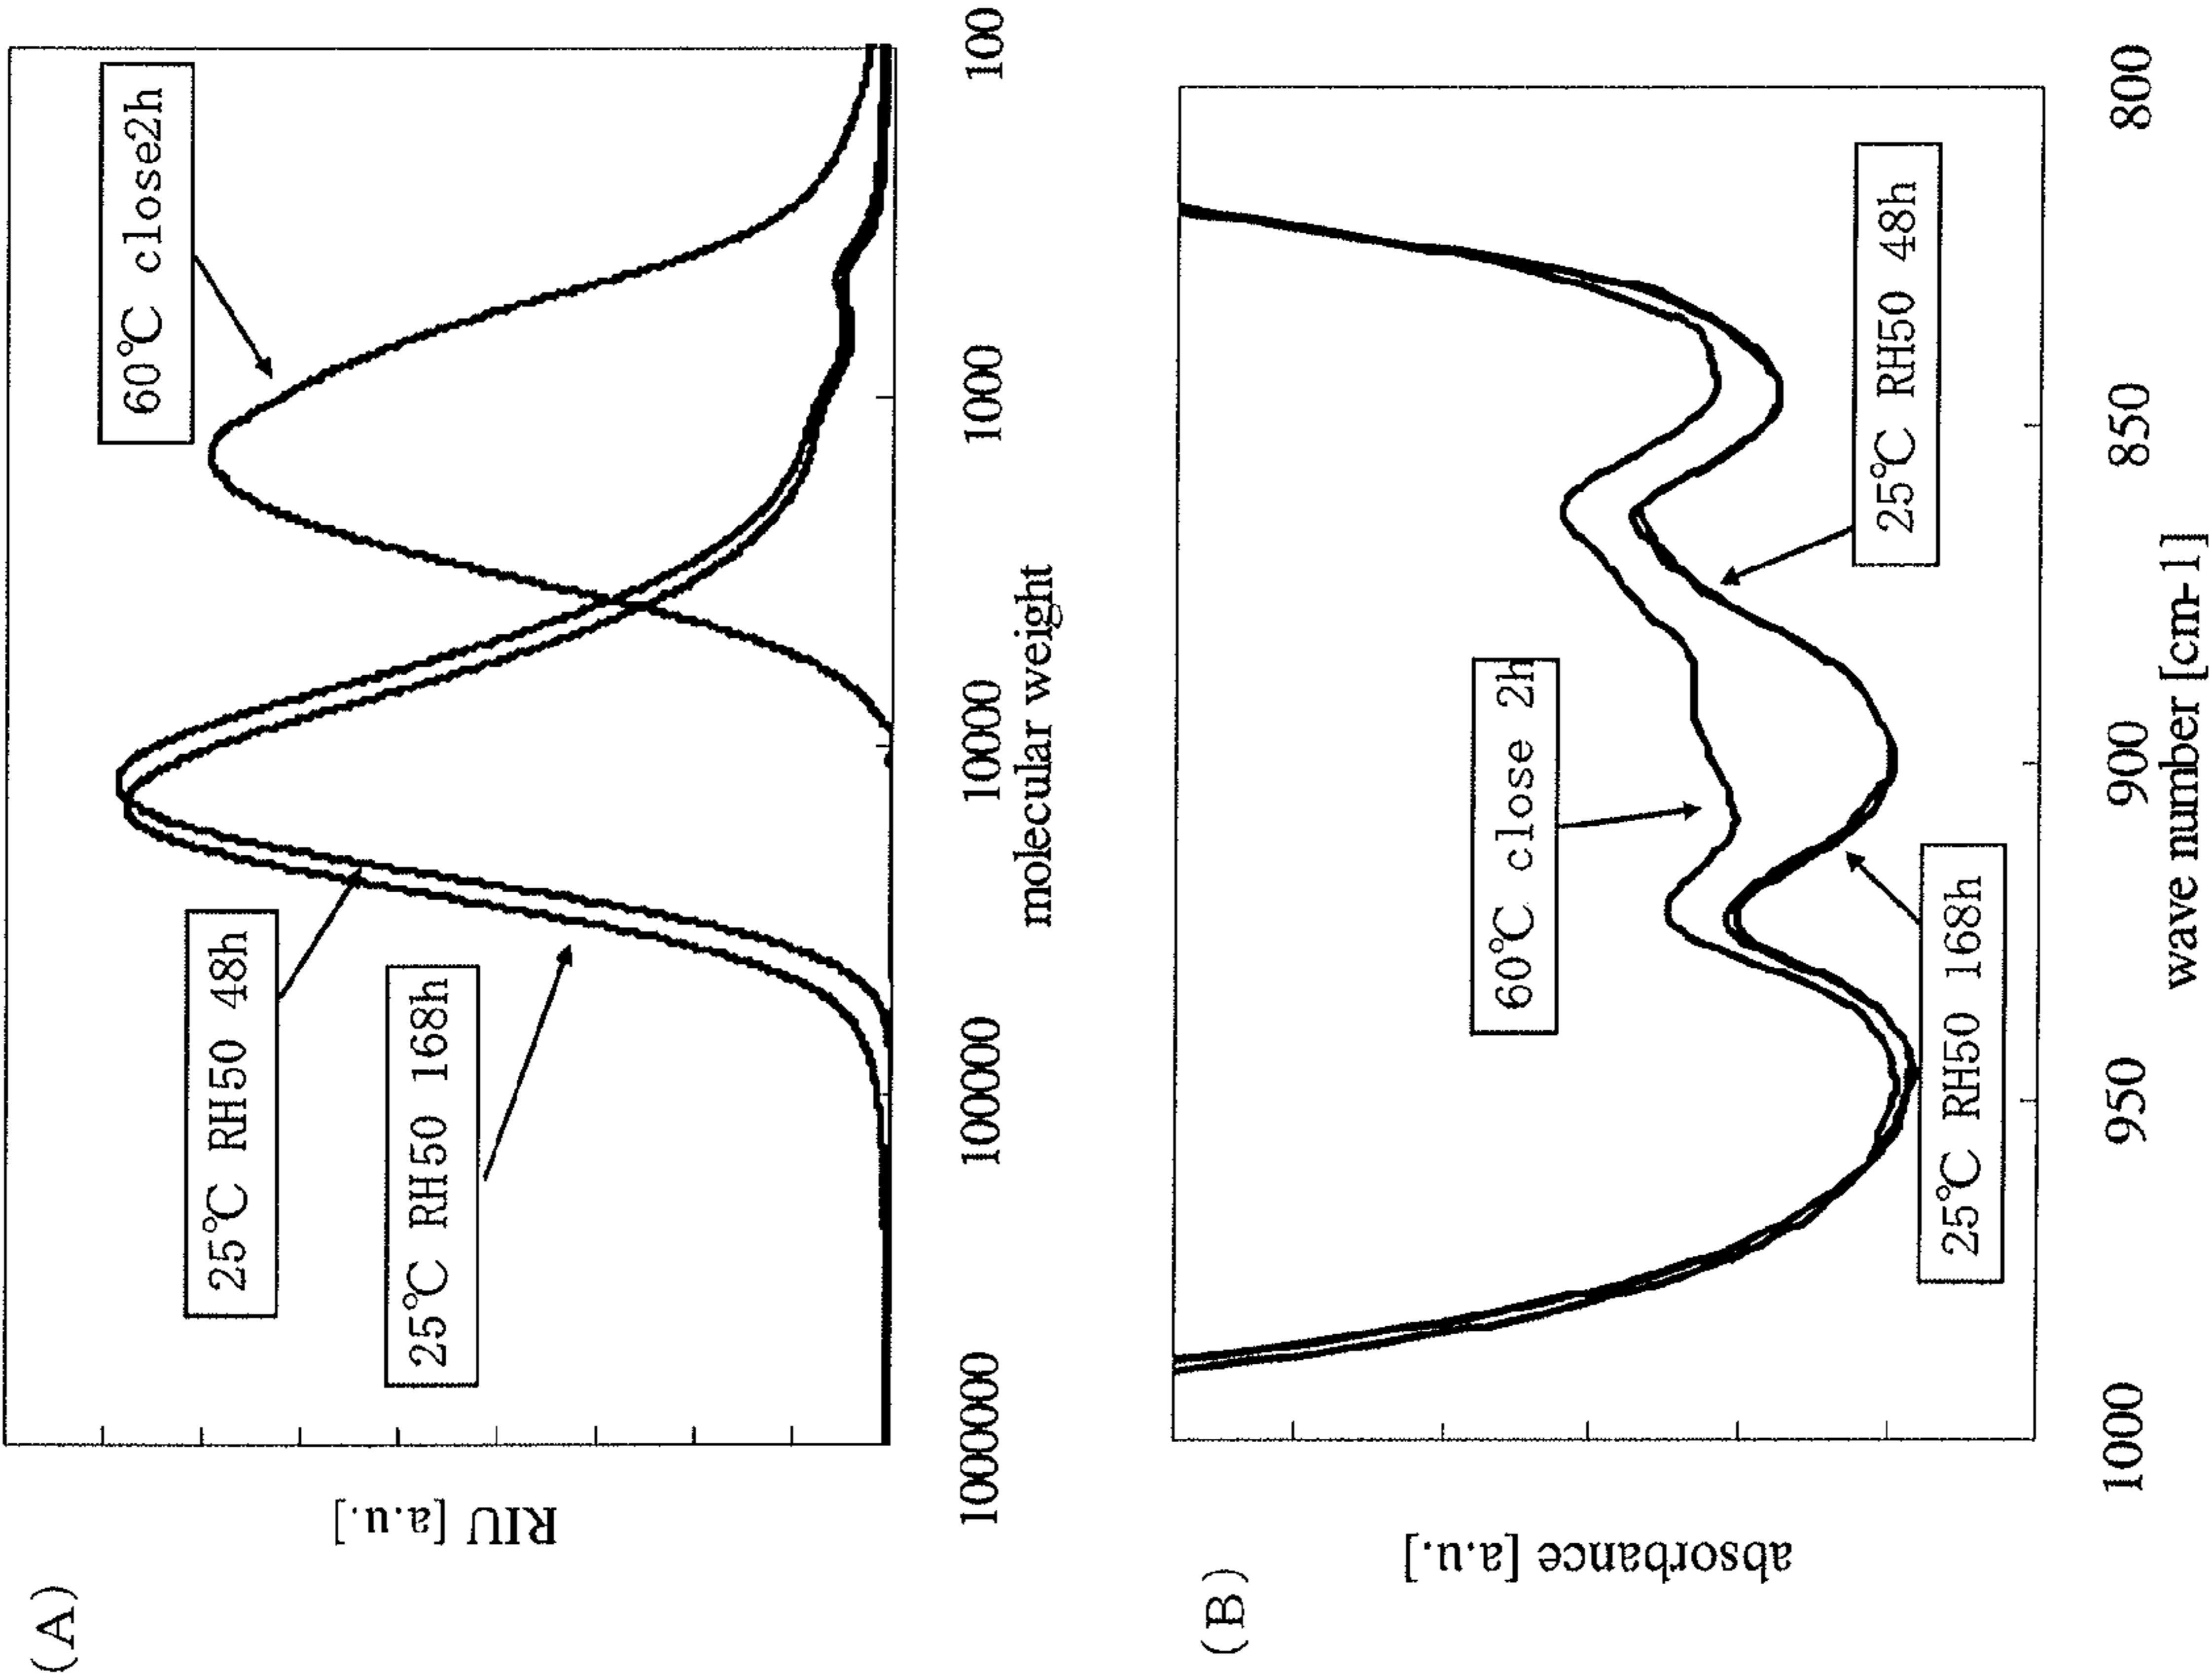 (A)
RIU [a.u.]
60℃ close2h
25℃ RH50 48h
25℃ RH50 168h
1000000
100000
10000
1000
100
molecular weight
(B)
absorbance [a.u.]
60℃ close 2h
25℃ RH50 48h
25℃ RH50 168h
1000
950
900
850
800
wave number [cm-1]